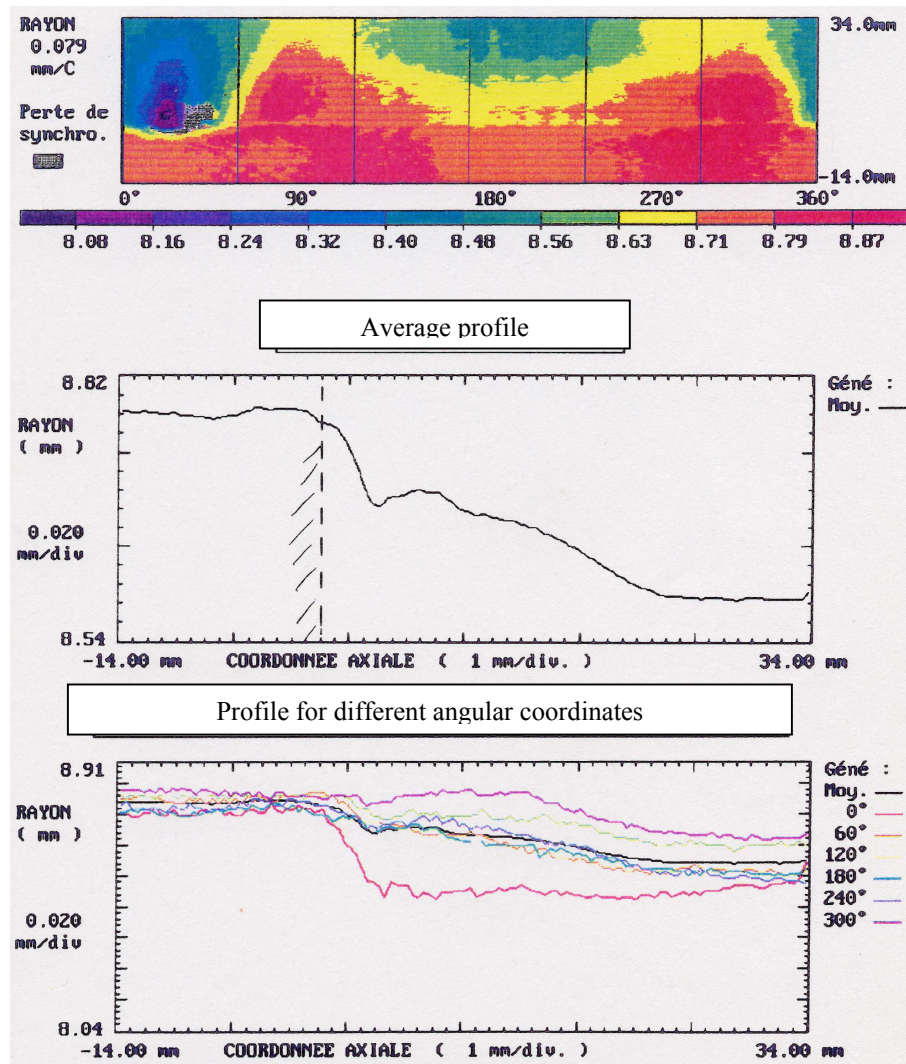 RAYON
0.079
mm/C
Perte de
synchro.
34.0mm
-14.0mm
0° 90° 180° 270° 360°
8.08 8.16 8.24 8.32 8.40 8.48 8.56 8.63 8.71 8.79 8.87
Average profile
8.82
RAYON
( mm )
0.020
mm/div
8.54
-14.00 mm COORDONNEE AXIALE ( 1 mm/div. ) 34.00 mm
Géné :
Moy.
Profile for different angular coordinates
8.91
RAYON
( mm )
0.020
mm/div
8.04
-14.00 mm COORDONNEE AXIALE ( 1 mm/div. ) 34.00 mm
Géné :
Moy.
0°
60°
120°
180°
240°
300°